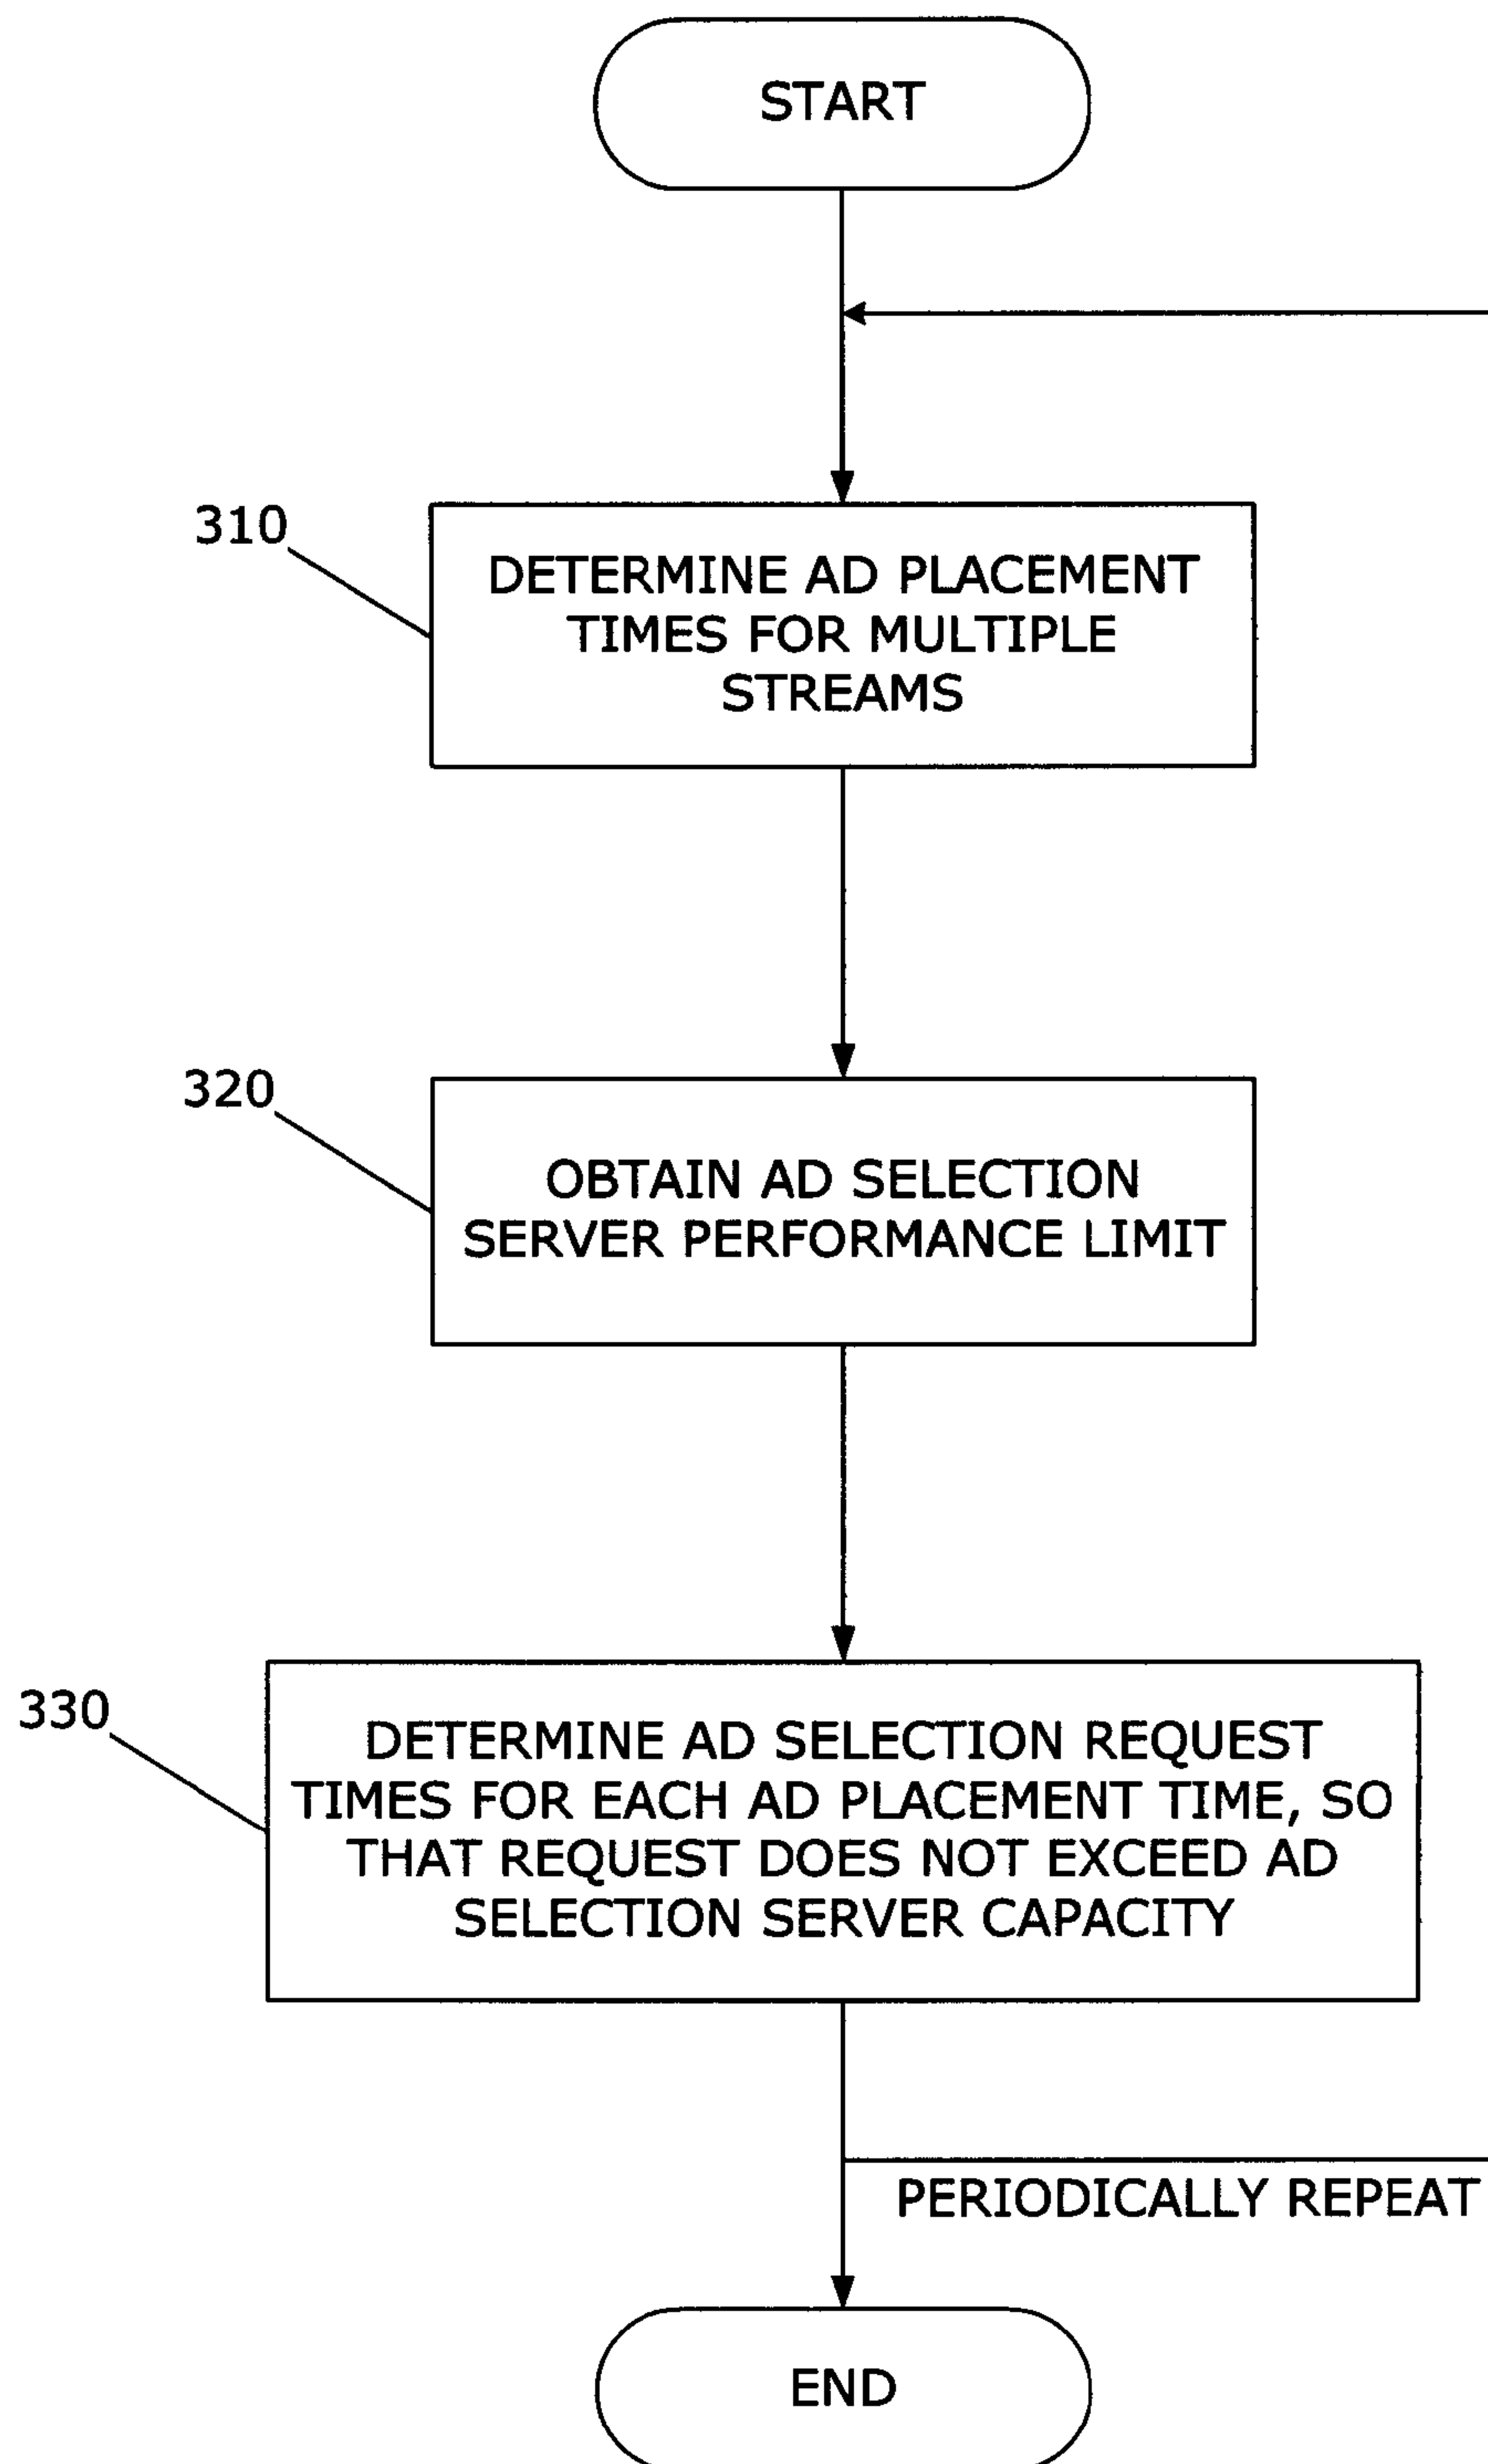 START
310
DETERMINE AD PLACEMENT
TIMES FOR MULTIPLE
STREAMS
320
OBTAIN AD SELECTION
SERVER PERFORMANCE LIMIT
330
DETERMINE AD SELECTION REQUEST
TIMES FOR EACH AD PLACEMENT TIME, SO
THAT REQUEST DOES NOT EXCEED AD
SELECTION SERVER CAPACITY
PERIODICALLY REPEAT
END